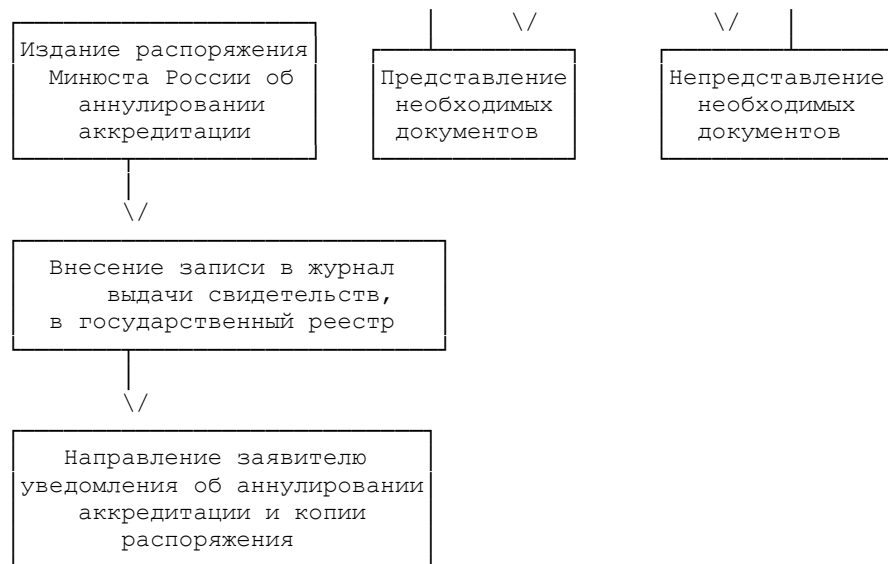 Издание распоряжения
Минюста России об
аннулировании
аккредитации
Представление
необходимых
документов
Непредставление
необходимых
документов
Внесение записи в журнал
выдачи свидетельств,
в государственный реестр
Направление заявителю
уведомления об аннулировании
аккредитации и копии
распоряжения